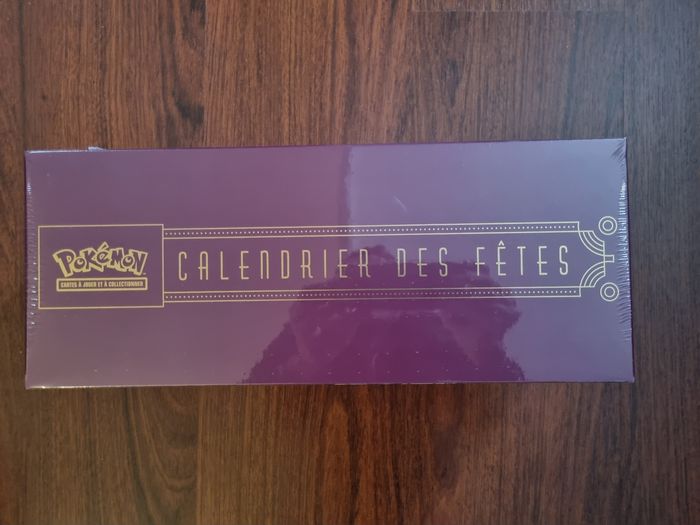 POKéMON
CARTES À JOUER ET À COLLECTIONNER
CALENDRIER DES FÊTES